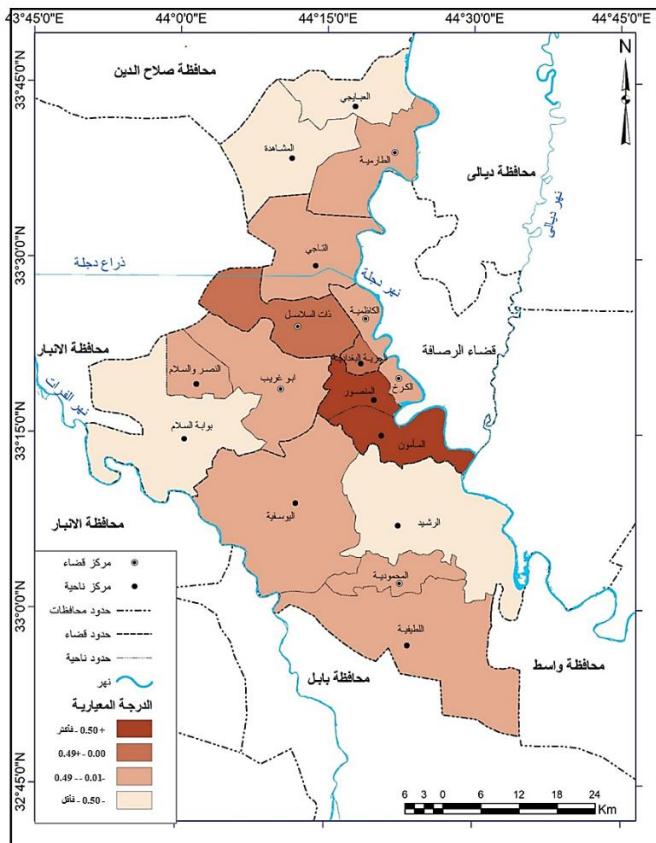 43°45'0"E 44°0'0"E 44°15'0"E 44°30'0"E 44°45'0"E
N
33°45'0"N
33°30'0"N
33°15'0"N
33°0'0"N
32°45'0"N
محافظة صلاح الدين
العبايجي
المشاهدة
الطارمية
محافظة ديالى
نهر ديالى
التاجي
ذراع دجلة
نهر دجلة
الكاظمية
ذات السلاسل
قضاء الرصافة
محافظة الانبار
النصر والسلام
ابو غريب
المنصور
الكرخ
نهر الفرات
بوابة السلام
المأمون
اليوسفية
الرشيد
محافظة الانبار
المحمودية
اللطيفية
محافظة واسط
محافظة بابل
مركز قضاء
مركز ناحية
حدود محافظات
حدود قضاء
حدود ناحية
نهر
الدرجة المعيارية
+ 0.50 - فأكثر
0.49+- 0.00
0.49 -- 0.01-
- 0.50 - فأقل
6 3 0 6 12 18 24
Km